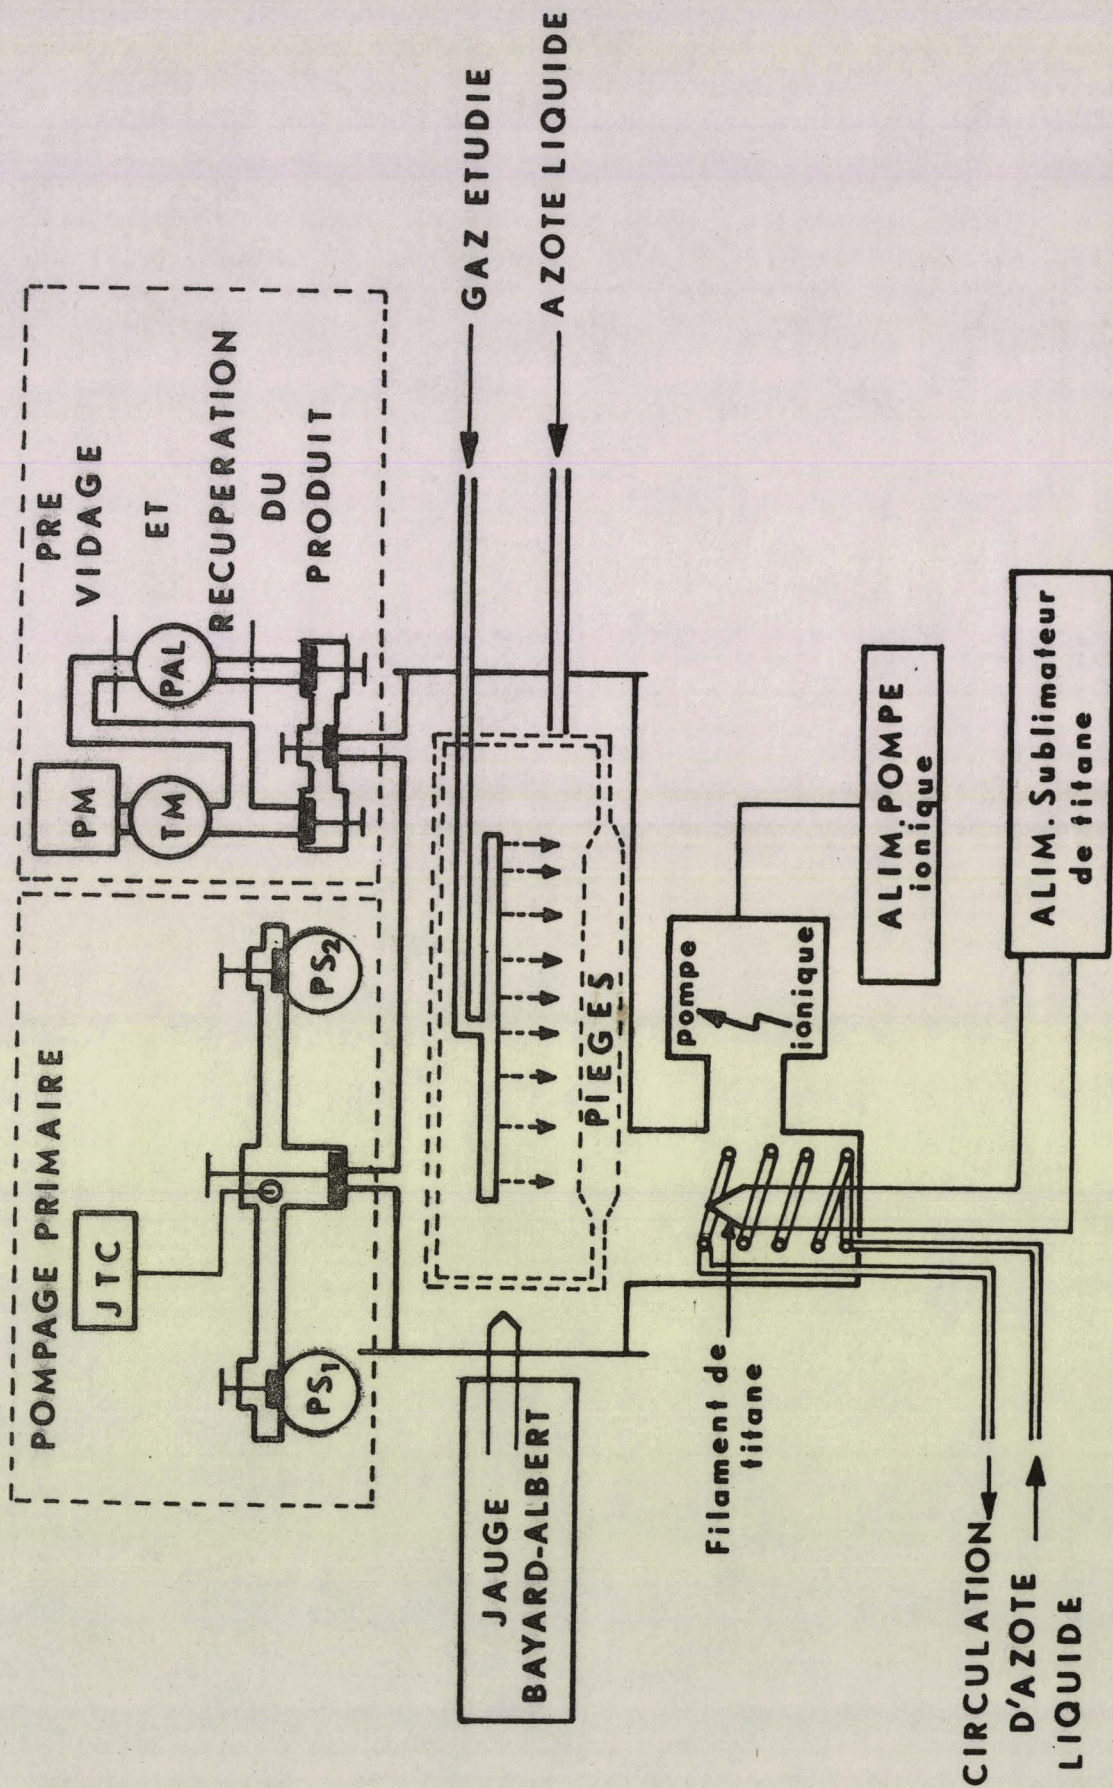 POMPAGE PRIMAIRE
JTC
PS1
PS2
PRE
VIDAGE
ET
RECUPERATION
DU
PRODUIT
PM
TM
PAL
GAZ ETUDIE
AZOTE LIQUIDE
PIEGES
JAUGE
BAYARD-ALBERT
Filament de
titane
pompe
ionique
ALIM. POMPE
ionique
ALIM. Sublimateur
de titane
CIRCULATION
D'AZOTE
LIQUIDE